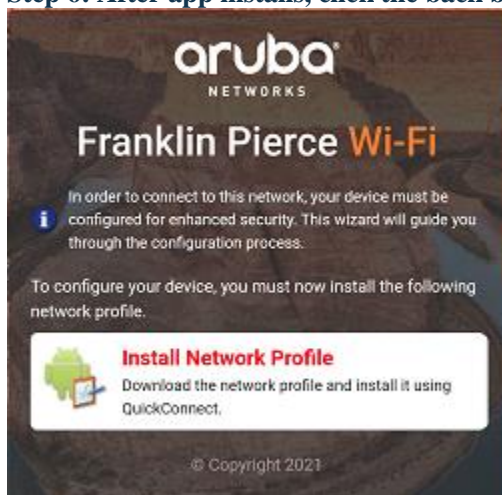 aruba
NETWORKS
Franklin Pierce Wi-Fi
In order to connect to this network, your device must be
configured for enhanced security. This wizard will guide you
through the configuration process.
To configure your device, you must now install the following
network profile.
Install Network Profile
Download the network profile and install it using
QuickConnect.
© Copyright 2021